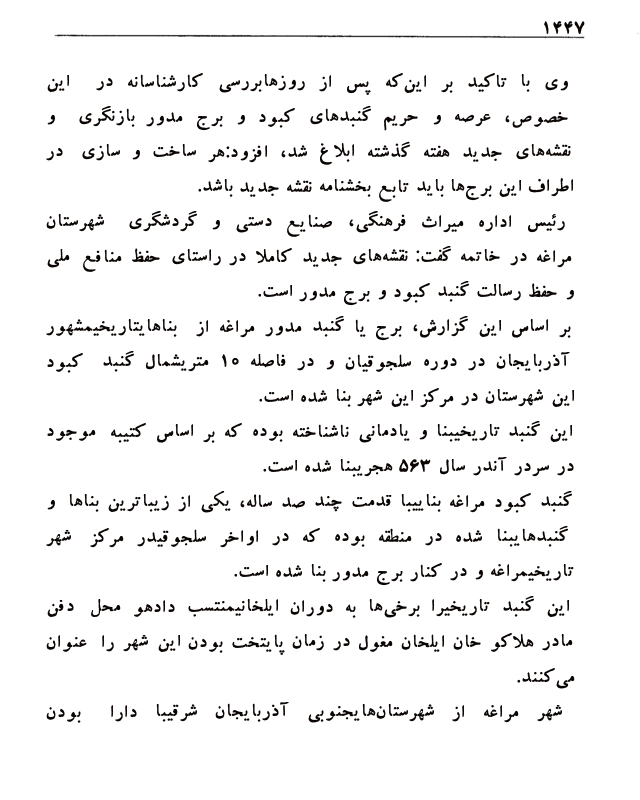 ۱۴۴۷
وی با تاکید بر این‌که پس از روزهابررسی کارشناسانه در این
خصوص، عرصه و حریم گنبدهای کبود و برج مدور بازنگری و
نقشه‌های جدید هفته گذشته ابلاغ شد، افزود:هر ساخت و سازی در
اطراف این برج‌ها باید تابع بخشنامه نقشه جدید باشد.
رئیس اداره میراث فرهنگی، صنایع دستی و گردشگری شهرستان
مراغه در خاتمه گفت: نقشه‌های جدید کاملا در راستای حفظ منافع ملی
و حفظ رسالت گنبد کبود و برج مدور است.
بر اساس این گزارش، برج یا گنبد مدور مراغه از بناهایتاریخیمشهور
آذربایجان در دوره سلجوقیان و در فاصله ۱۵ متریشمال گنبد کبود
این شهرستان در مرکز این شهر بنا شده است.
این گنبد تاریخیبنا و یادمانی ناشناخته بوده که بر اساس کتیبه موجود
در سردر آندر سال ۵۶۳ هجریبنا شده است.
گنبد کبود مراغه بناییبا قدمت چند صد ساله، یکی از زیباترین بناها و
گنبدهایبنا شده در منطقه بوده که در اواخر سلجوقیدر مرکز شهر
تاریخیمراغه و در کنار برج مدور بنا شده است.
این گنبد تاریخیرا برخی‌ها به دوران ایلخانیمنتسب دادهو محل دفن
مادر هلاکو خان ایلخان مغول در زمان پایتخت بودن این شهر را عنوان
می‌کنند.
شهر مراغه از شهرستان‌هایجنوبی آذربایجان شرقیبا دارا بودن